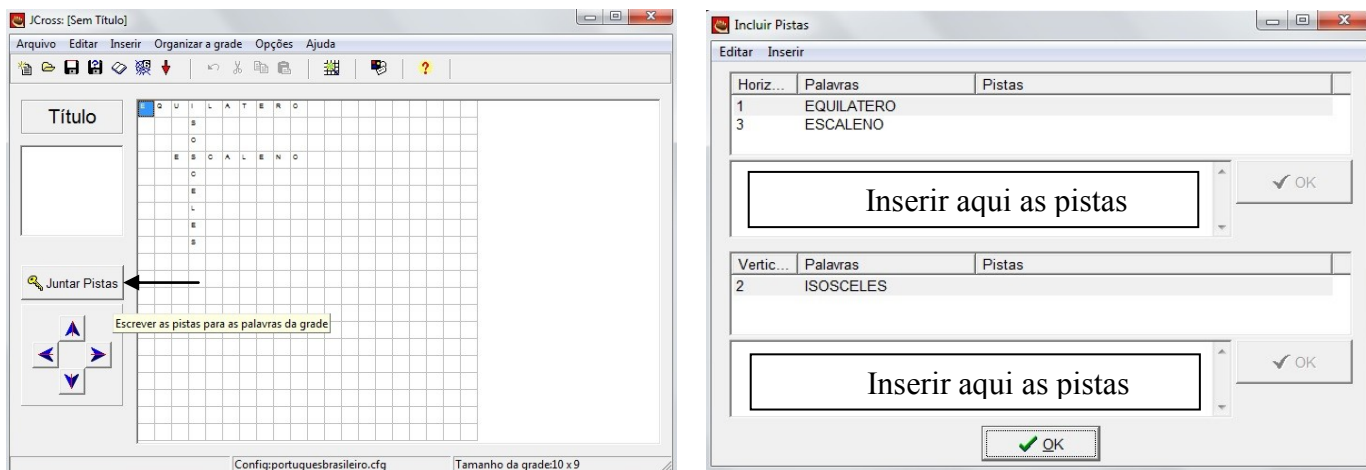 JCross: [Sem Título]
Arquivo Editar Inserir Organizar a grade Opções Ajuda
Título
E Q U I L A T E R O
S
O
E S C A L E N O
C
E
L
E
S
Juntar Pistas
Escrever as pistas para as palavras da grade
Config:portuguesbrasileiro.cfg
Tamanho da grade:10 x 9
Incluir Pistas
Editar Inserir
Horiz... Palavras Pistas
1 EQUILATERO
3 ESCALENO
Inserir aqui as pistas
OK
Vertic... Palavras Pistas
2 ISOSCELES
Inserir aqui as pistas
OK
OK